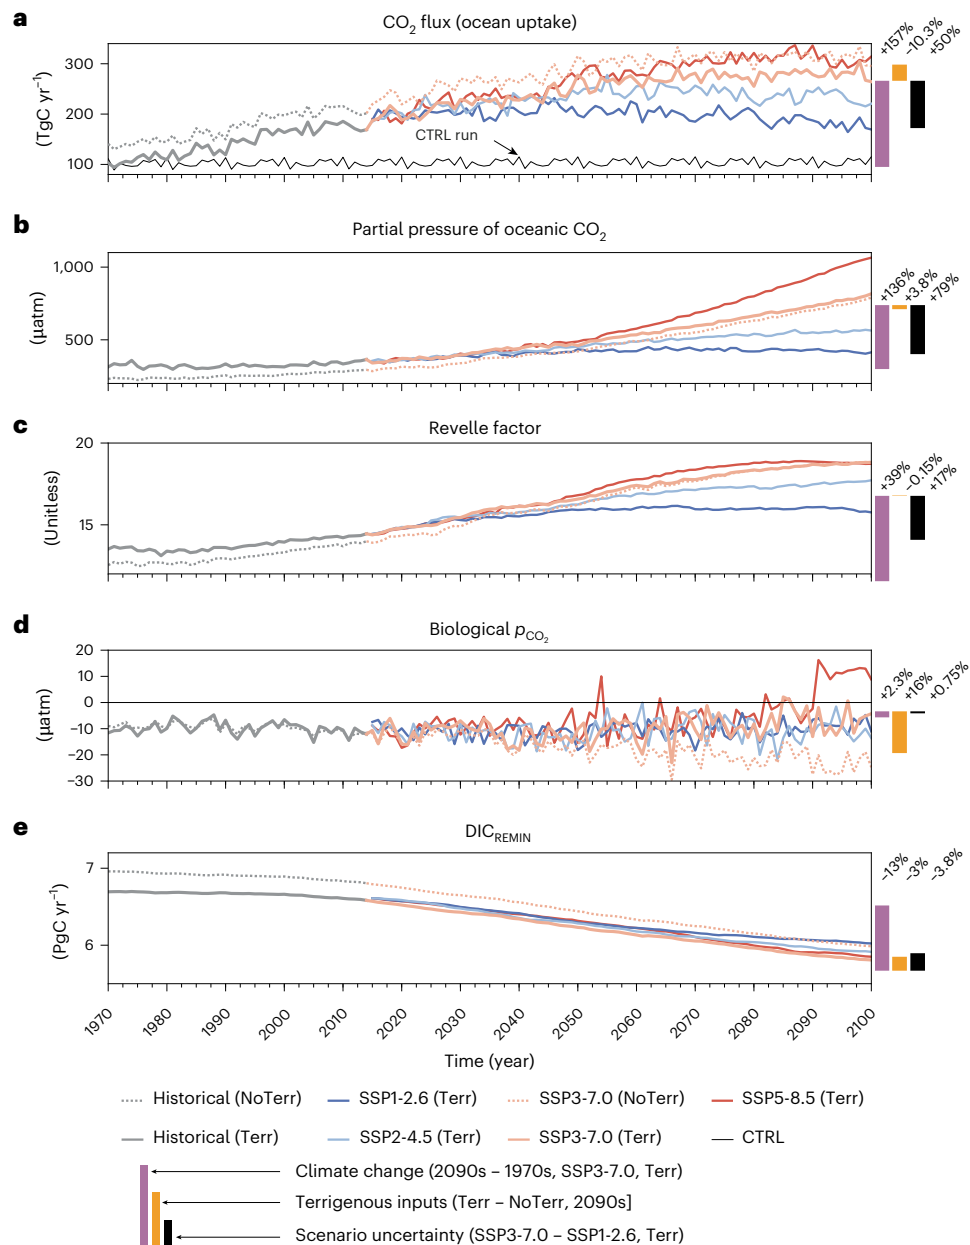 a
CO2 flux (ocean uptake)
+157%
−10.3%
+50%
(TgC yr−1)
300
200
100
CTRL run
b
Partial pressure of oceanic CO2
+136%
+3.8%
+79%
(µatm)
1,000
500
c
Revelle factor
+39%
−0.15%
+17%
(Unitless)
20
15
d
Biological pCO2
+2.3%
+16%
+0.75%
(µatm)
20
10
0
−10
−20
−30
e
DICREMIN
−13%
−3%
−3.8%
(PgC yr−1)
7
6
1970
1980
1990
2000
2010
2020
2030
2040
2050
2060
2070
2080
2090
2100
Time (year)
Historical (NoTerr)
SSP1-2.6 (Terr)
SSP3-7.0 (NoTerr)
SSP5-8.5 (Terr)
Historical (Terr)
SSP2-4.5 (Terr)
SSP3-7.0 (Terr)
CTRL
Climate change (2090s – 1970s, SSP3-7.0, Terr)
Terrigenous inputs (Terr – NoTerr, 2090s]
Scenario uncertainty (SSP3-7.0 – SSP1-2.6, Terr)